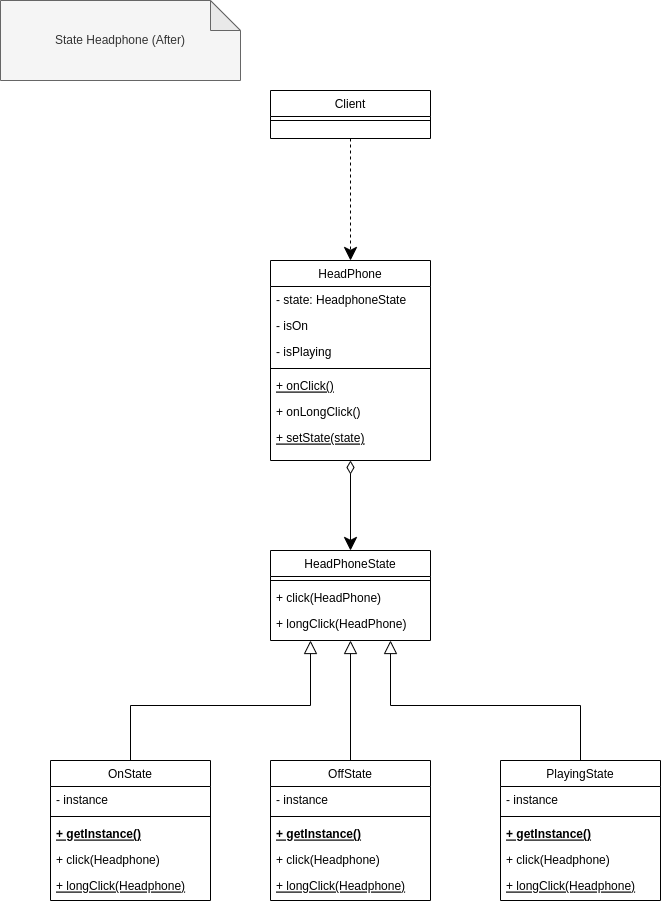 State Headphone (After)
Client
HeadPhone
- state: HeadphoneState
- isOn
- isPlaying
+ onClick()
+ onLongClick()
+ setState(state)
HeadPhoneState
+ click(HeadPhone)
+ longClick(HeadPhone)
OnState
- instance
+ getInstance()
+ click(Headphone)
+ longClick(Headphone)
OffState
- instance
+ getInstance()
+ click(Headphone)
+ longClick(Headphone)
PlayingState
- instance
+ getInstance()
+ click(Headphone)
+ longClick(Headphone)